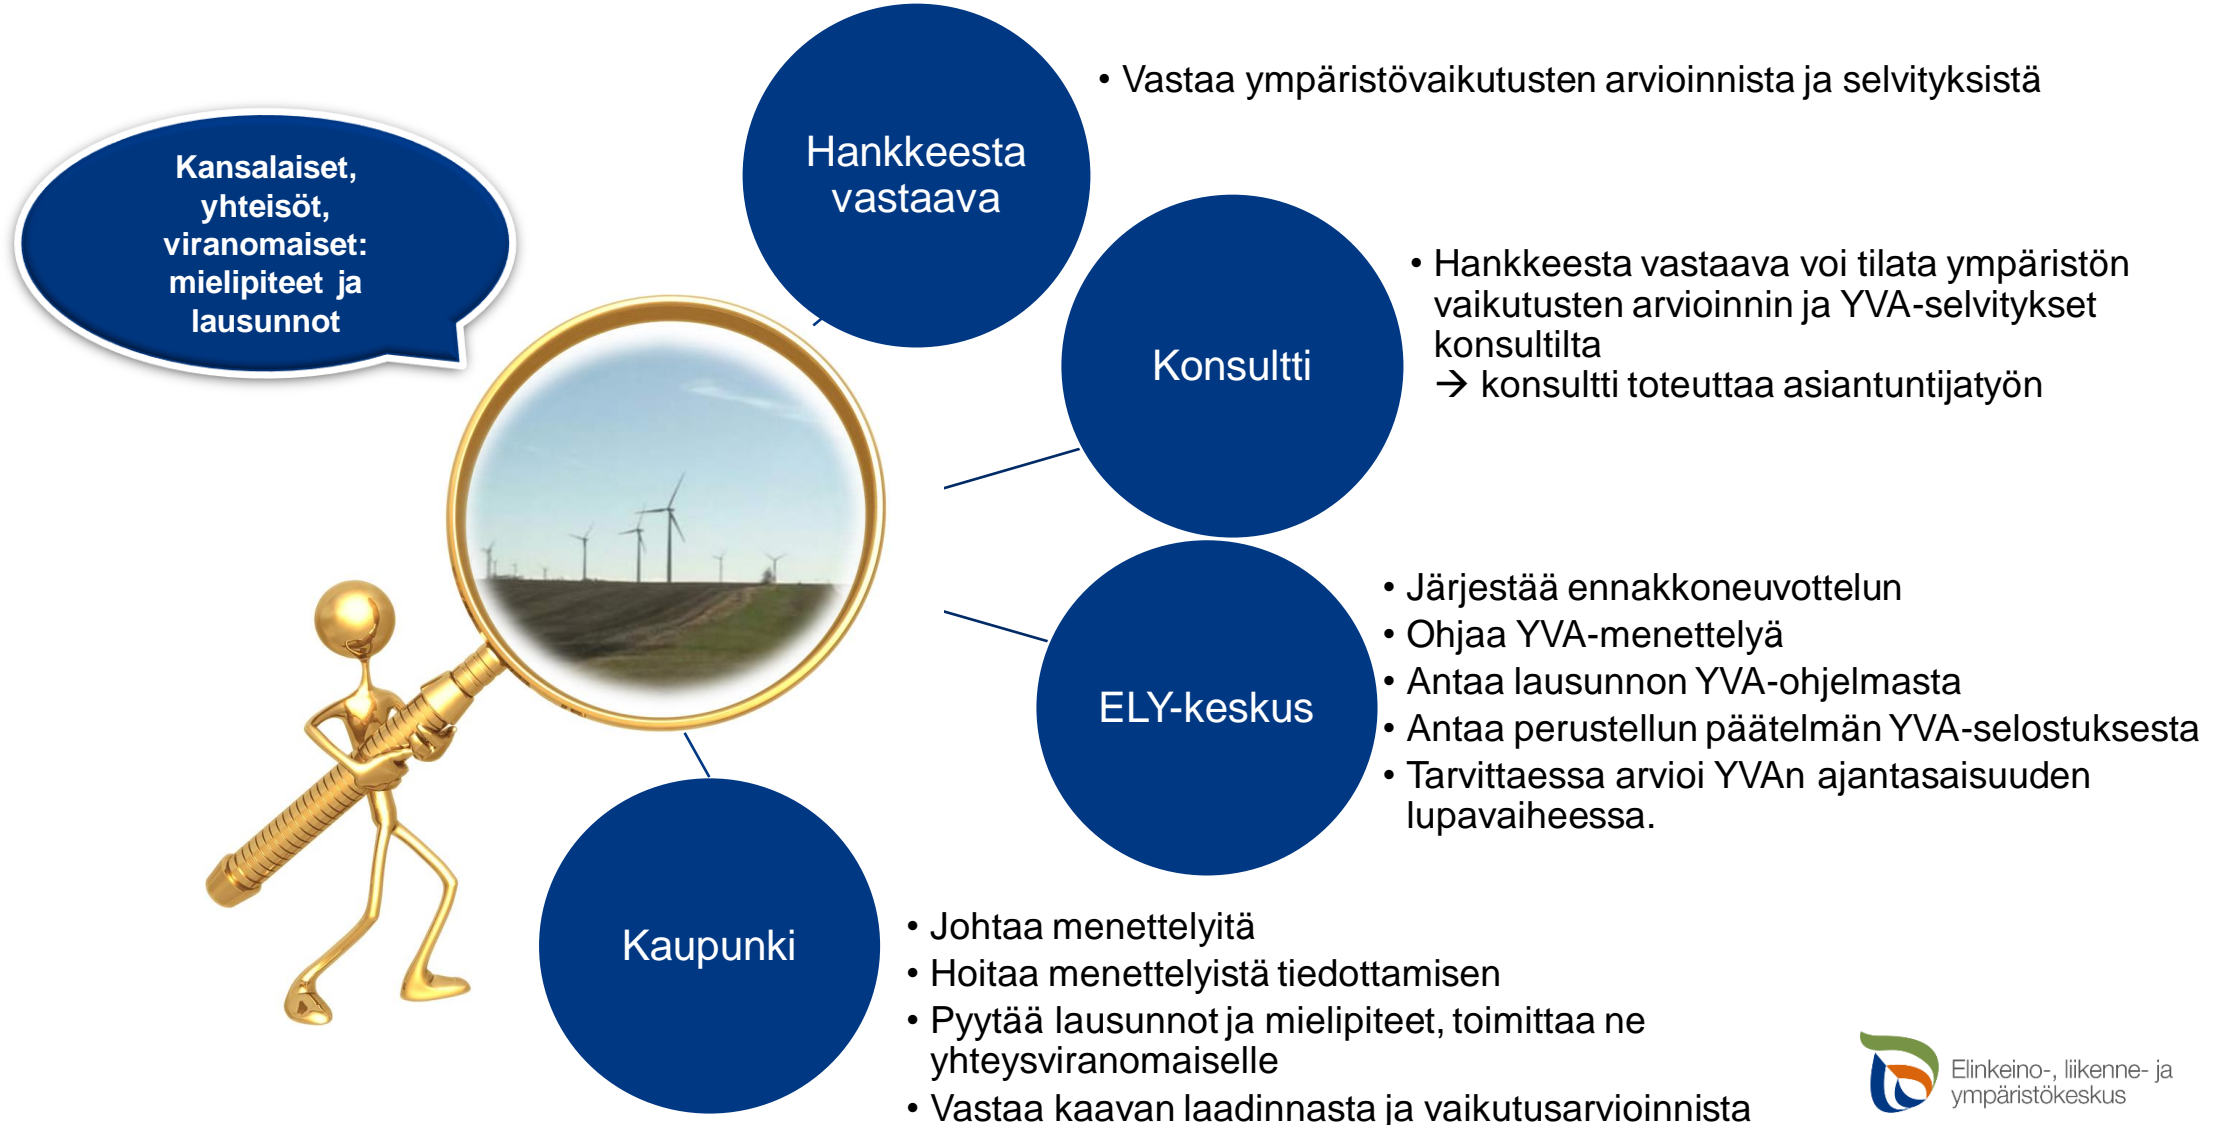 Kansalaiset,
yhteisöt,
viranomaiset:
mielipiteet ja
lausunnot
Hankkeesta
vastaava
• Vastaa ympäristövaikutusten arvioinnista ja selvityksistä
Konsultti
• Hankkeesta vastaava voi tilata ympäristön
vaikutusten arvioinnin ja YVA-selvitykset
konsultilta
→ konsultti toteuttaa asiantuntijatyön
ELY-keskus
• Järjestää ennakkoneuvottelun
• Ohjaa YVA-menettelyä
• Antaa lausunnon YVA-ohjelmasta
• Antaa perustellun päätelmän YVA-selostuksesta
• Tarvittaessa arvioi YVAn ajantasaisuuden
lupavaiheessa.
Kaupunki
• Johtaa menettelyitä
• Hoitaa menettelyistä tiedottamisen
• Pyytää lausunnot ja mielipiteet, toimittaa ne
yhteysviranomaiselle
• Vastaa kaavan laadinnasta ja vaikutusarvioinnista
Elinkeino-, liikenne- ja
ympäristökeskus